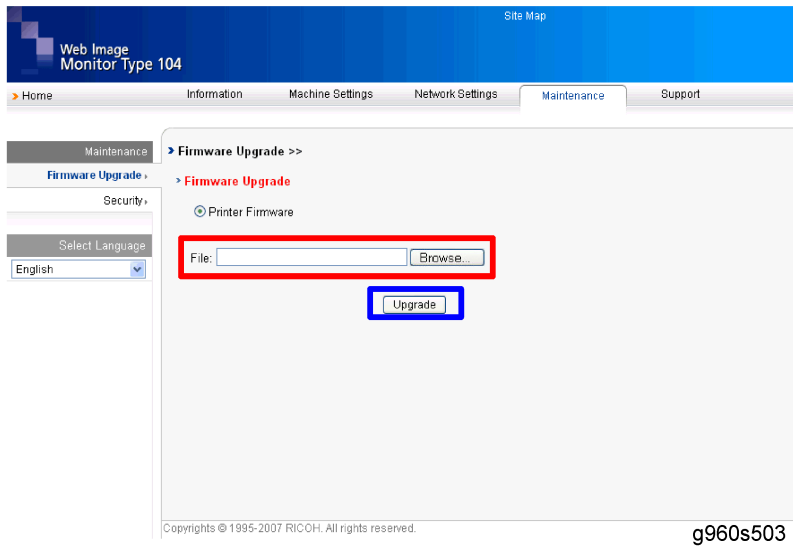 Site Map
Web Image
Monitor Type 104
> Home
Information
Machine Settings
Network Settings
Maintenance
Support
Maintenance
Firmware Upgrade
Security
Select Language
English
Firmware Upgrade >>
Firmware Upgrade
Printer Firmware
File: Browse...
Upgrade
Copyrights © 1995-2007 RICOH. All rights reserved.
g960s503